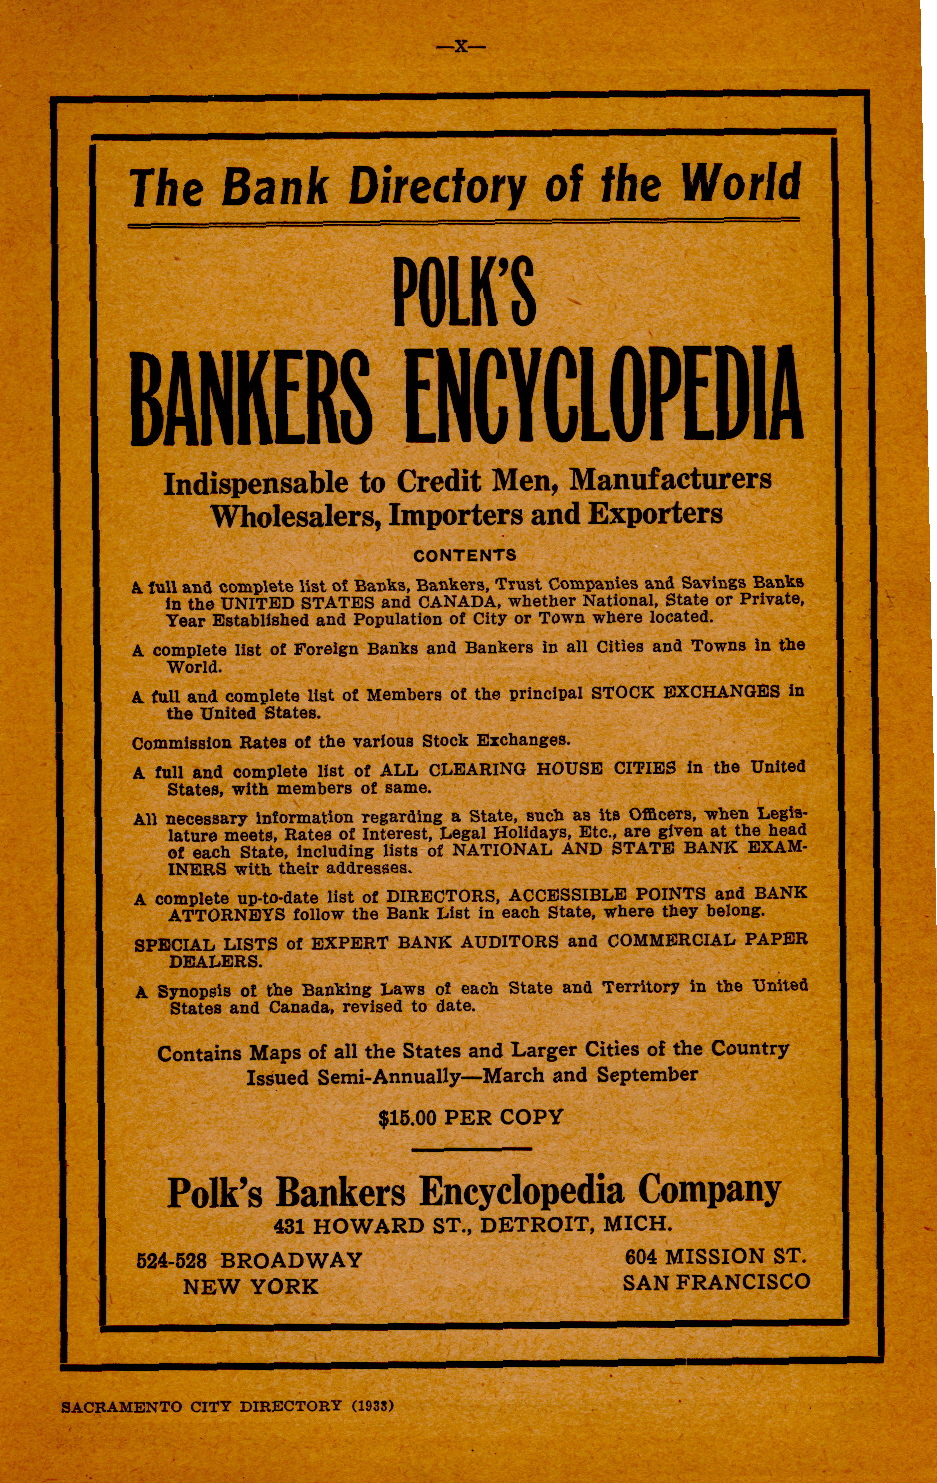 —X—
The Bank Directory of the World
POLK'S
BANKERS ENCYCLOPEDIA
Indispensable to Credit Men, Manufacturers
Wholesalers, Importers and Exporters
CONTENTS
A full and complete list of Banks, Bankers, Trust Companies and Savings Banks
in the UNITED STATES and CANADA, whether National, State or Private,
Year Established and Population of City or Town where located.
A complete list of Foreign Banks and Bankers in all Cities and Towns in the
World.
A full and complete list of Members of the principal STOCK EXCHANGES in
the United States.
Commission Rates of the various Stock Exchanges.
A full and complete list of ALL CLEARING HOUSE CITIES in the United
States, with members of same.
All necessary information regarding a State, such as its Officers, when Legis-
lature meets, Rates of Interest, Legal Holidays, Etc., are given at the head
of each State, including lists of NATIONAL AND STATE BANK EXAM-
INERS with their addresses.
A complete up-to-date list of DIRECTORS, ACCESSIBLE POINTS and BANK
ATTORNEYS follow the Bank List in each State, where they belong.
SPECIAL LISTS of EXPERT BANK AUDITORS and COMMERCIAL PAPER
DEALERS.
A Synopsis of the Banking Laws of each State and Territory in the United
States and Canada, revised to date.
Contains Maps of all the States and Larger Cities of the Country
Issued Semi-Annually—March and September
$15.00 PER COPY
Polk's Bankers Encyclopedia Company
431 HOWARD ST., DETROIT, MICH.
524-528 BROADWAY
NEW YORK
604 MISSION ST.
SAN FRANCISCO
SACRAMENTO CITY DIRECTORY (1933)